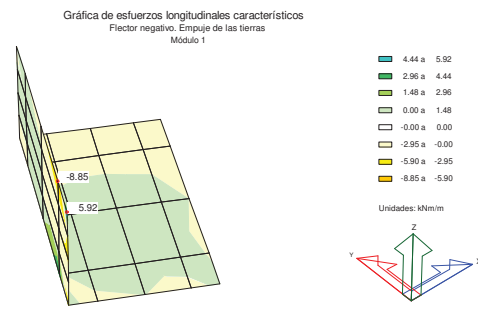 Gráfica de esfuerzos longitudinales característicos
Flector negativo. Empuje de las tierras
Módulo 1
4.44 a 5.92
2.96 a 4.44
1.48 a 2.96
0.00 a 1.48
-0.00 a 0.00
-2.95 a -0.00
-5.90 a -2.95
-8.85 a -5.90
-8.85
5.92
Unidades: kNm/m
Z
Y
X